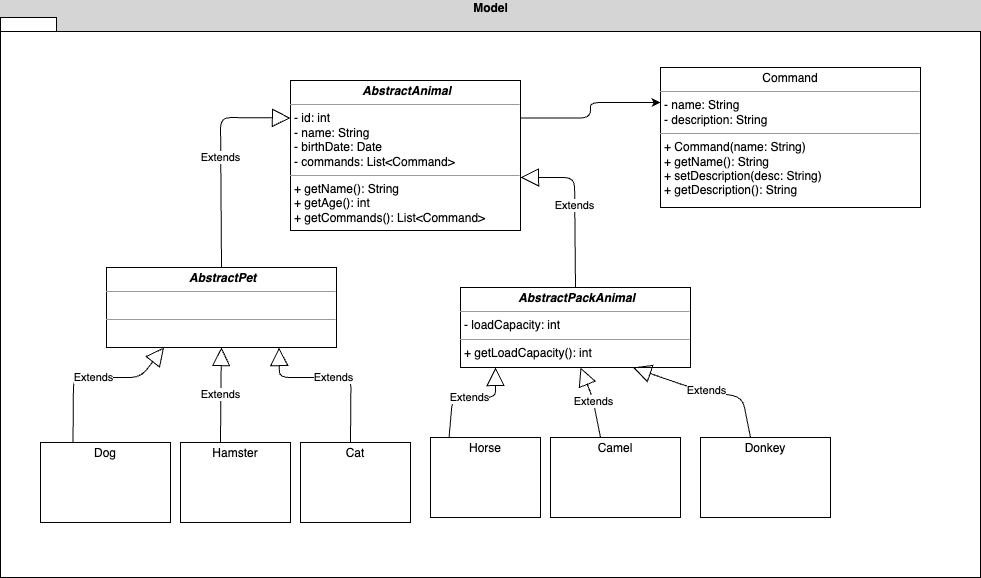 Model
AbstractAnimal
- id: int
- name: String
- birthDate: Date
- commands: List<Command>
+ getName(): String
+ getAge(): int
+ getCommands(): List<Command>
Command
- name: String
- description: String
+ Command(name: String)
+ getName(): String
+ setDescription(desc: String)
+ getDescription(): String
Extends
Extends
AbstractPet
AbstractPackAnimal
- loadCapacity: int
+ getLoadCapacity(): int
Extends
Extends
Extends
Extends
Extends
Extends
Dog
Hamster
Cat
Horse
Camel
Donkey